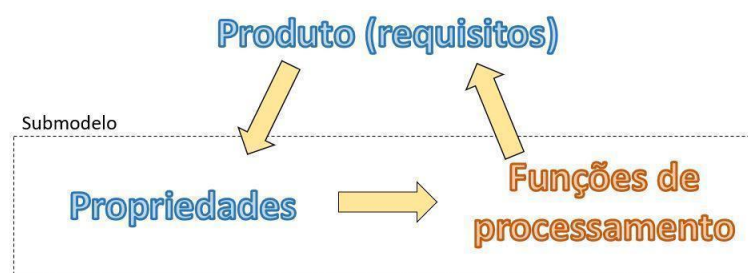 Produto (requisitos)
Submodelo
Propriedades
Funções de
processamento